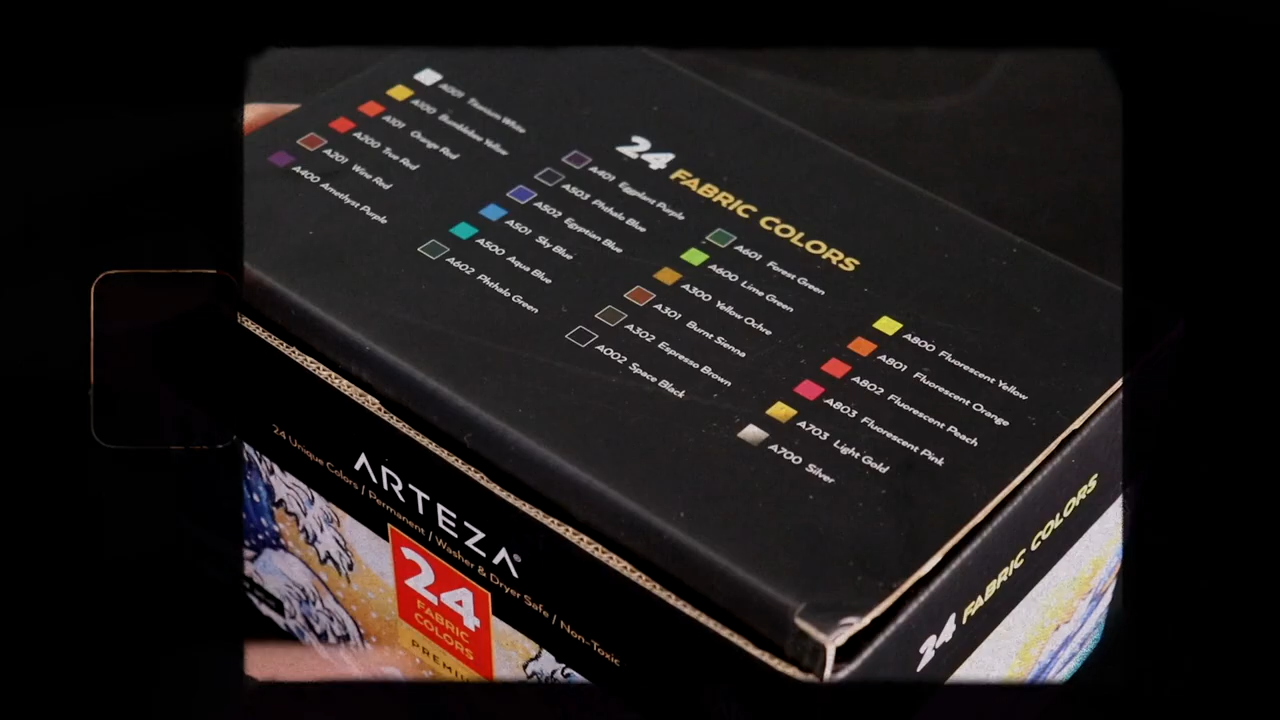 24 FABRIC COLORS
A001 Titanium White
A100 Bumblebee Yellow
A101 Orange Red
A200 True Red
A201 Wine Red
A400 Amethyst Purple
A401 Eggplant Purple
A503 Phthalo Blue
A502 Egyptian Blue
A501 Sky Blue
A500 Aqua Blue
A602 Phthalo Green
A601 Forest Green
A600 Lime Green
A300 Yellow Ochre
A301 Burnt Sienna
A302 Espresso Brown
A002 Space Black
A800 Fluorescent Yellow
A801 Fluorescent Orange
A802 Fluorescent Peach
A803 Fluorescent Pink
A703 Light Gold
A700 Silver
ARTEZA®
24 Unique Colors / Permanent / Washer & Dryer Safe / Non-Toxic
24
FABRIC
COLORS
24 FABRIC COLORS